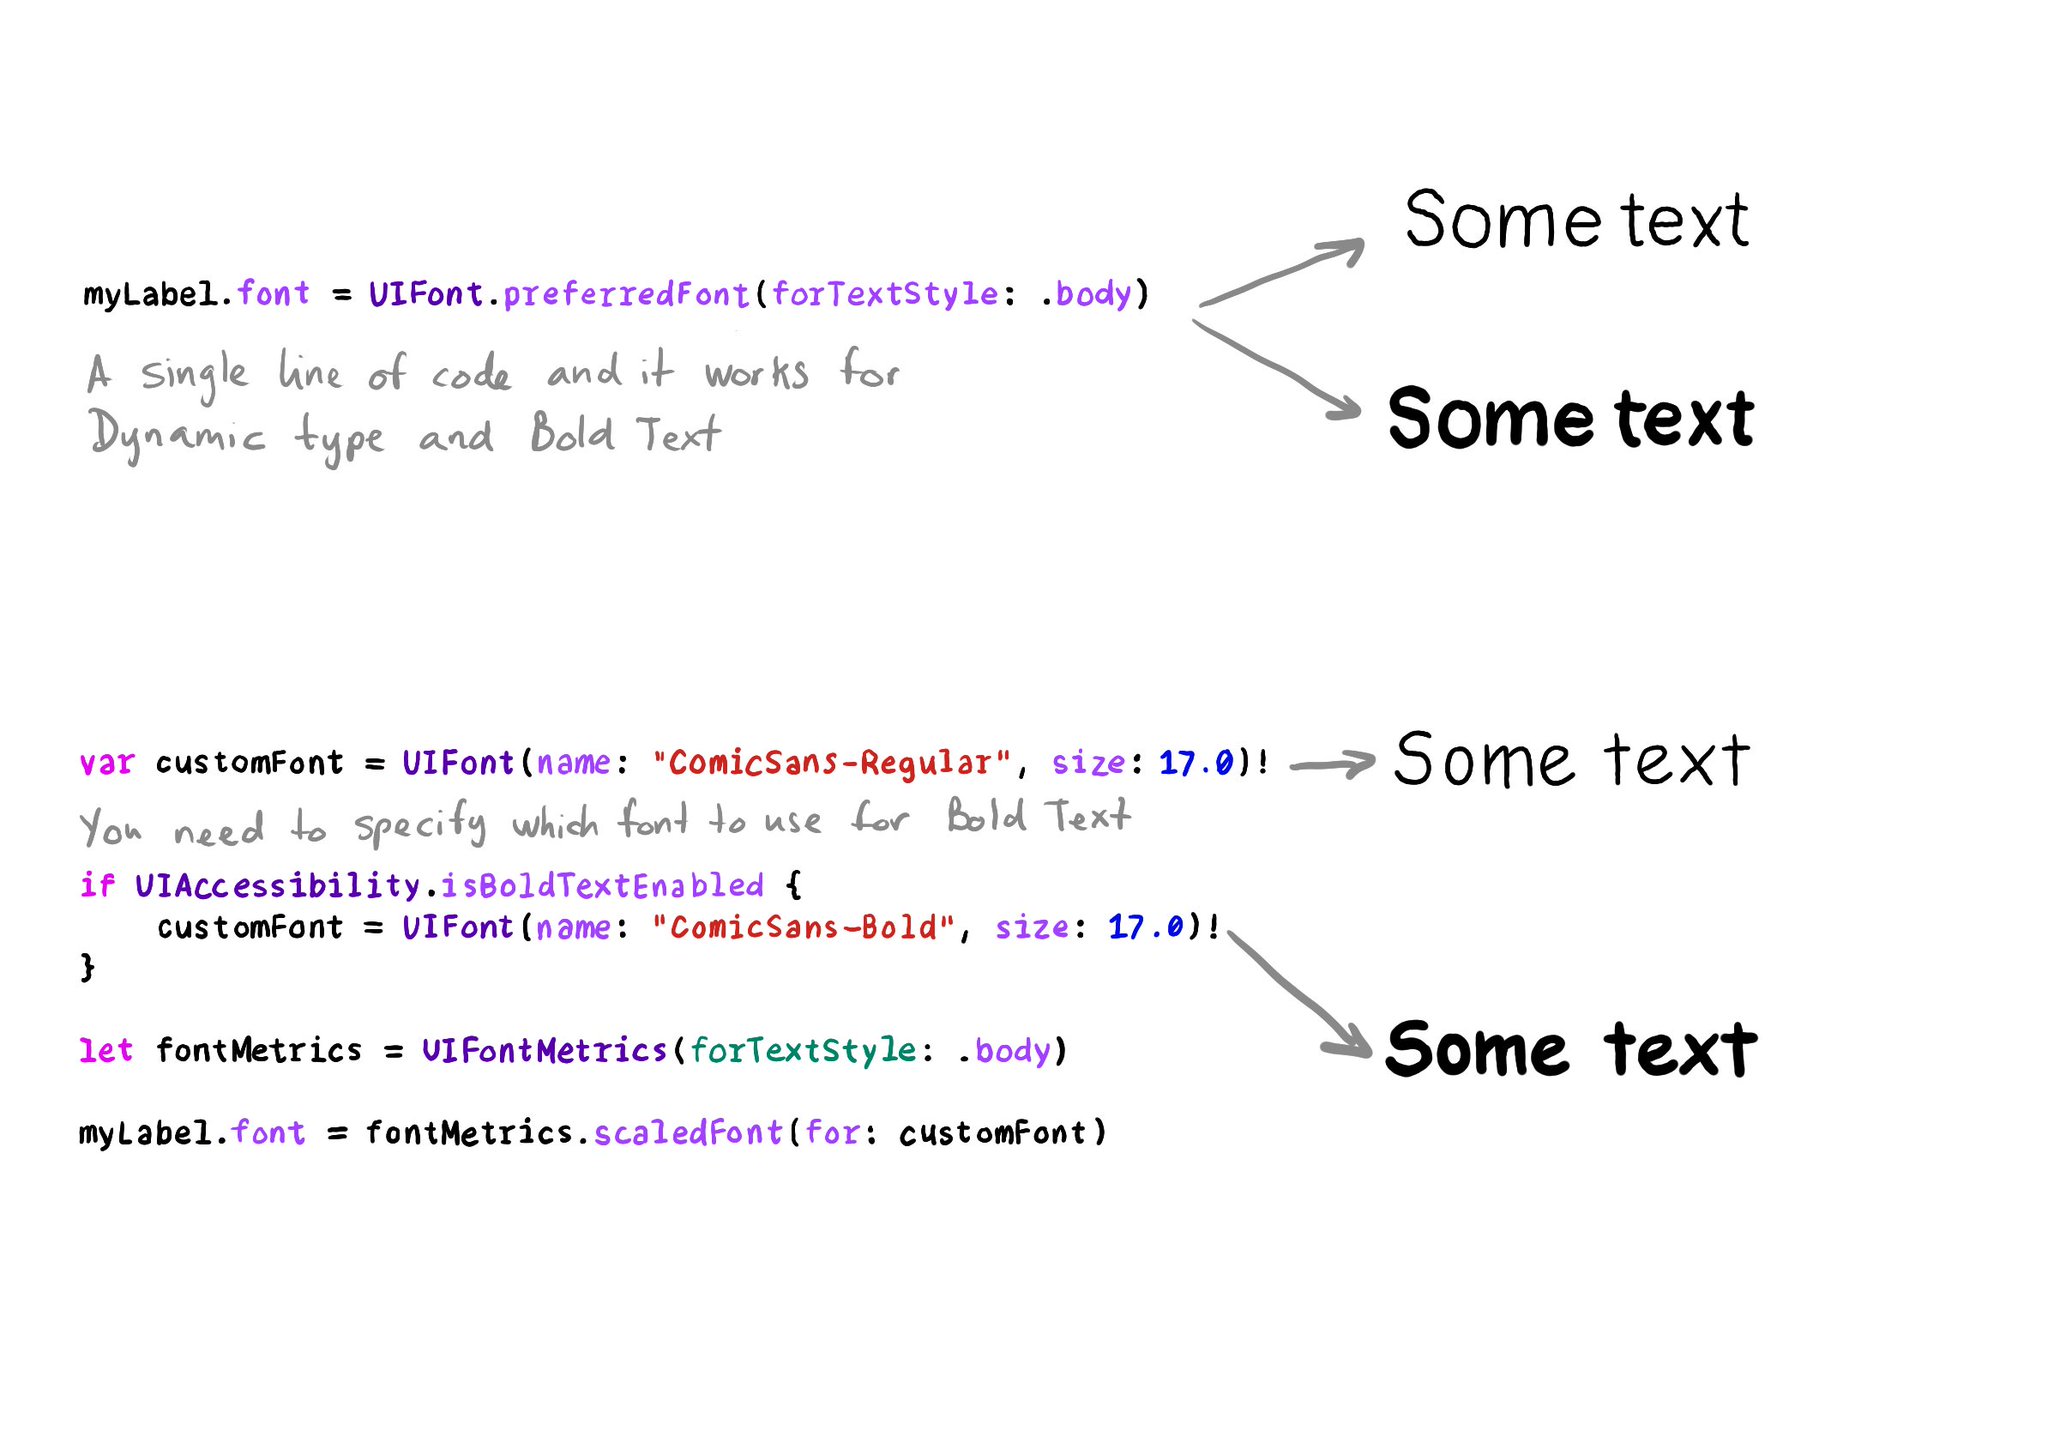 Some text
myLabel.font = UIFont.preferredFont(forTextStyle: .body)
A single line of code and it works for
Dynamic type and Bold Text
Some text
var customFont = UIFont(name: "ComicSans-Regular", size: 17.0)!
Some text
You need to specify which font to use for Bold Text
if UIAccessibility.isBoldTextEnabled {
    customFont = UIFont(name: "ComicSans-Bold", size: 17.0)!
}
Some text
let fontMetrics = UIFontMetrics(forTextStyle: .body)
myLabel.font = fontMetrics.scaledFont(for: customFont)